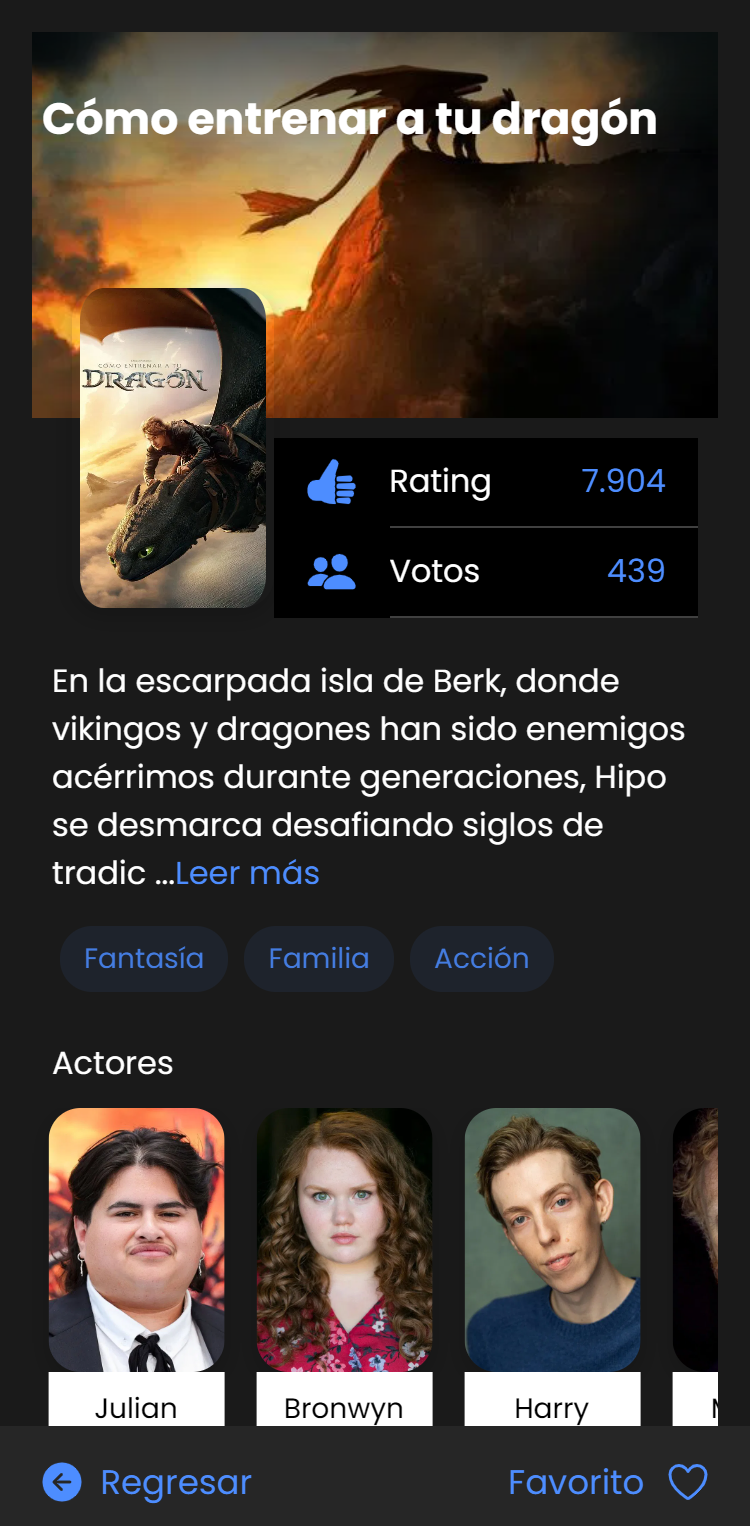 Cómo entrenar a tu dragón
CÓMO ENTRENAR A TU
DRAGÓN
Rating 7.904
Votos 439
En la escarpada isla de Berk, donde
vikingos y dragones han sido enemigos
acérrimos durante generaciones, Hipo
se desmarca desafiando siglos de
tradic ...Leer más
Fantasía Familia Acción
Actores
Julian Bronwyn Harry
Regresar Favorito